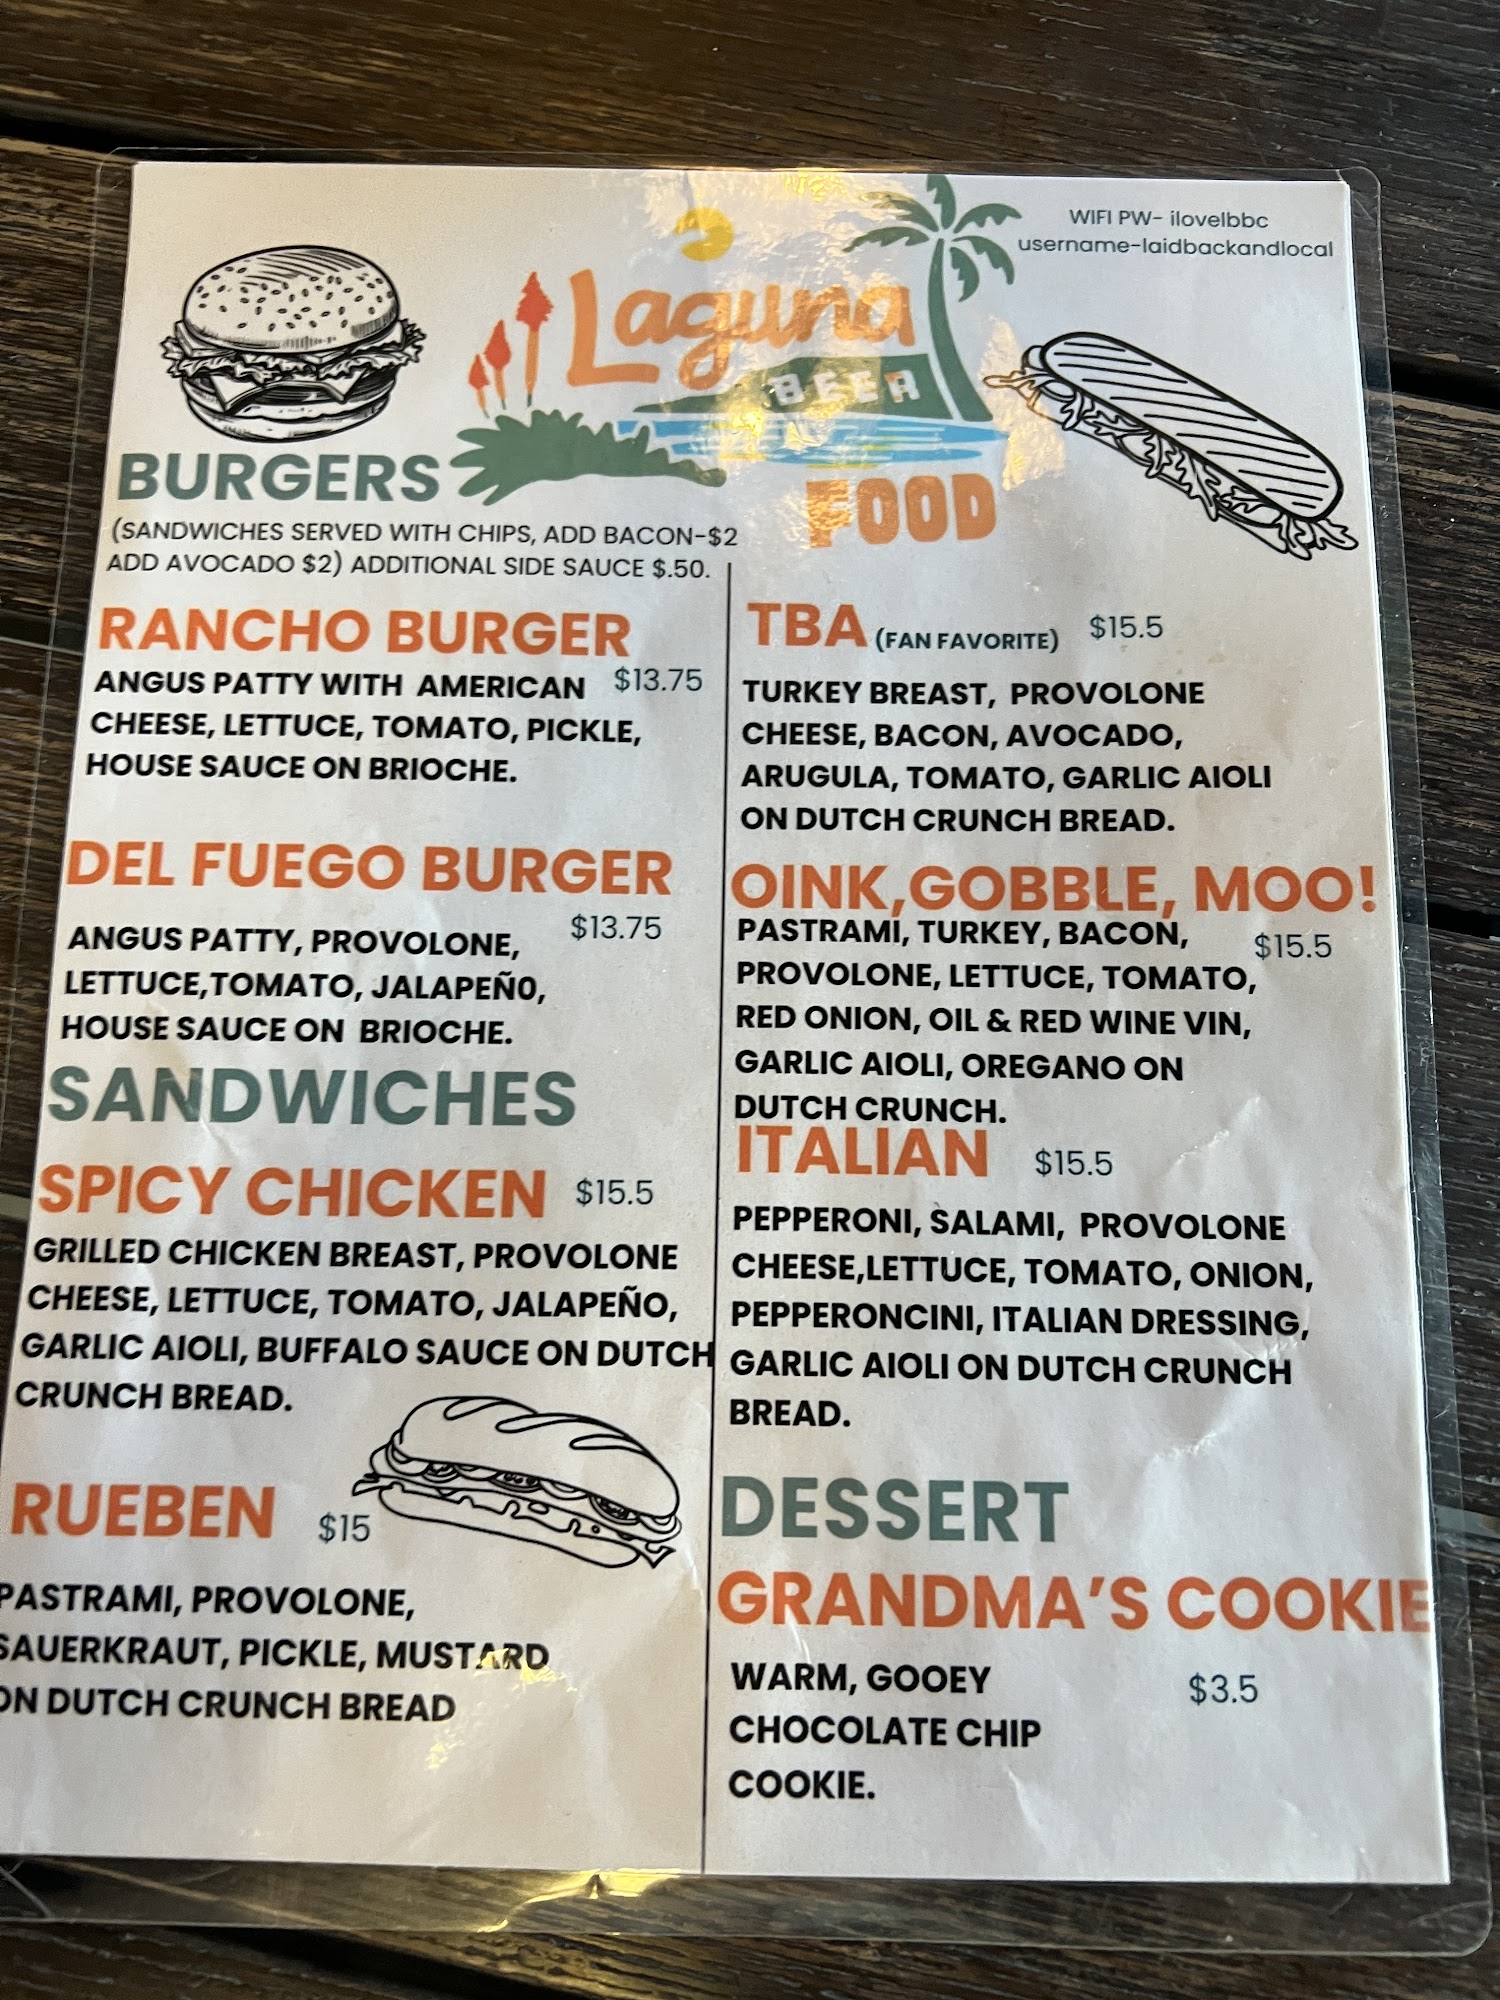 WIFI PW- ilovelbbc
username-laidbackandlocal
Laguna
BEER
FOOD
BURGERS
(SANDWICHES SERVED WITH CHIPS, ADD BACON-$2
ADD AVOCADO $2) ADDITIONAL SIDE SAUCE $.50.
RANCHO BURGER
$13.75
ANGUS PATTY WITH AMERICAN
CHEESE, LETTUCE, TOMATO, PICKLE,
HOUSE SAUCE ON BRIOCHE.
DEL FUEGO BURGER
$13.75
ANGUS PATTY, PROVOLONE,
LETTUCE,TOMATO, JALAPEÑO,
HOUSE SAUCE ON BRIOCHE.
SANDWICHES
SPICY CHICKEN $15.5
GRILLED CHICKEN BREAST, PROVOLONE
CHEESE, LETTUCE, TOMATO, JALAPEÑO,
GARLIC AIOLI, BUFFALO SAUCE ON DUTCH
CRUNCH BREAD.
RUEBEN $15
PASTRAMI, PROVOLONE,
SAUERKRAUT, PICKLE, MUSTARD
ON DUTCH CRUNCH BREAD
TBA (FAN FAVORITE) $15.5
TURKEY BREAST, PROVOLONE
CHEESE, BACON, AVOCADO,
ARUGULA, TOMATO, GARLIC AIOLI
ON DUTCH CRUNCH BREAD.
OINK,GOBBLE, MOO!
$15.5
PASTRAMI, TURKEY, BACON,
PROVOLONE, LETTUCE, TOMATO,
RED ONION, OIL & RED WINE VIN,
GARLIC AIOLI, OREGANO ON
DUTCH CRUNCH.
ITALIAN $15.5
PEPPERONI, SALAMI, PROVOLONE
CHEESE,LETTUCE, TOMATO, ONION,
PEPPERONCINI, ITALIAN DRESSING,
GARLIC AIOLI ON DUTCH CRUNCH
BREAD.
DESSERT
GRANDMA'S COOKIE
WARM, GOOEY $3.5
CHOCOLATE CHIP
COOKIE.